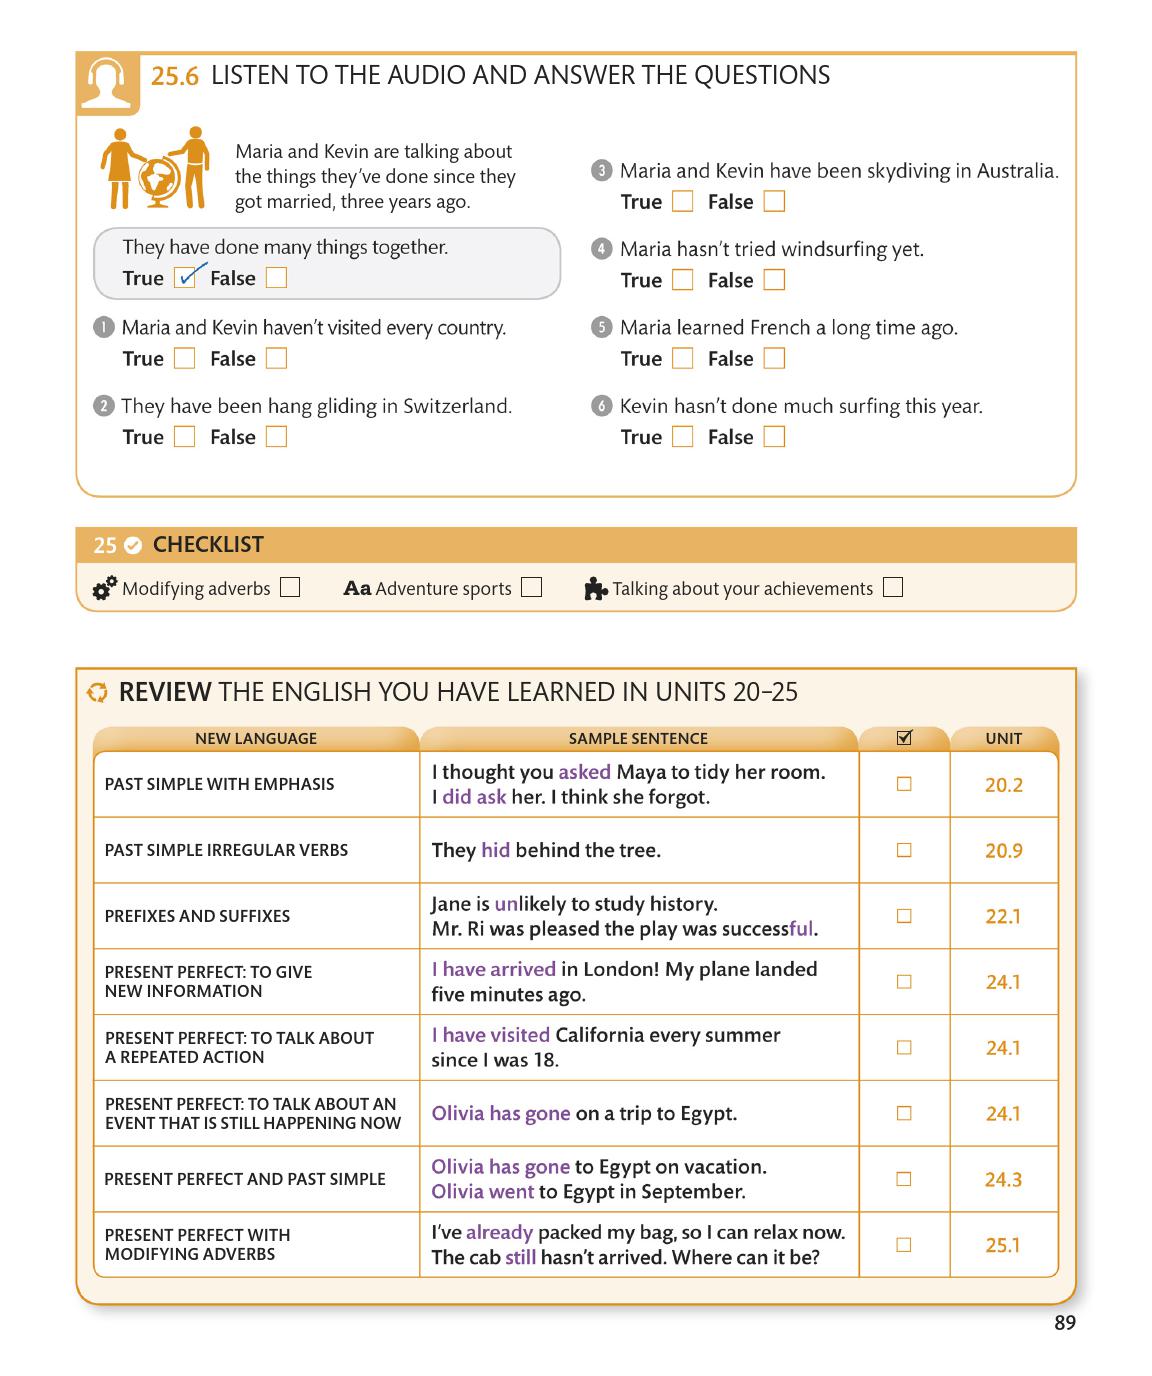 25.6 LISTEN TO THE AUDIO AND ANSWER THE QUESTIONS
Maria and Kevin are talking about
the things they've done since they
got married, three years ago.
They have done many things together.
True False
1 Maria and Kevin haven't visited every country.
True False
2 They have been hang gliding in Switzerland.
True False
3 Maria and Kevin have been skydiving in Australia.
True False
4 Maria hasn't tried windsurfing yet.
True False
5 Maria learned French a long time ago.
True False
6 Kevin hasn't done much surfing this year.
True False
25 CHECKLIST
Modifying adverbs Aa Adventure sports Talking about your achievements
REVIEW THE ENGLISH YOU HAVE LEARNED IN UNITS 20–25
NEW LANGUAGE SAMPLE SENTENCE UNIT
PAST SIMPLE WITH EMPHASIS
I thought you asked Maya to tidy her room.
I did ask her. I think she forgot.
20.2
PAST SIMPLE IRREGULAR VERBS
They hid behind the tree.
20.9
PREFIXES AND SUFFIXES
Jane is unlikely to study history.
Mr. Ri was pleased the play was successful.
22.1
PRESENT PERFECT: TO GIVE
NEW INFORMATION
I have arrived in London! My plane landed
five minutes ago.
24.1
PRESENT PERFECT: TO TALK ABOUT
A REPEATED ACTION
I have visited California every summer
since I was 18.
24.1
PRESENT PERFECT: TO TALK ABOUT AN
EVENT THAT IS STILL HAPPENING NOW
Olivia has gone on a trip to Egypt.
24.1
PRESENT PERFECT AND PAST SIMPLE
Olivia has gone to Egypt on vacation.
Olivia went to Egypt in September.
24.3
PRESENT PERFECT WITH
MODIFYING ADVERBS
I've already packed my bag, so I can relax now.
The cab still hasn't arrived. Where can it be?
25.1
89